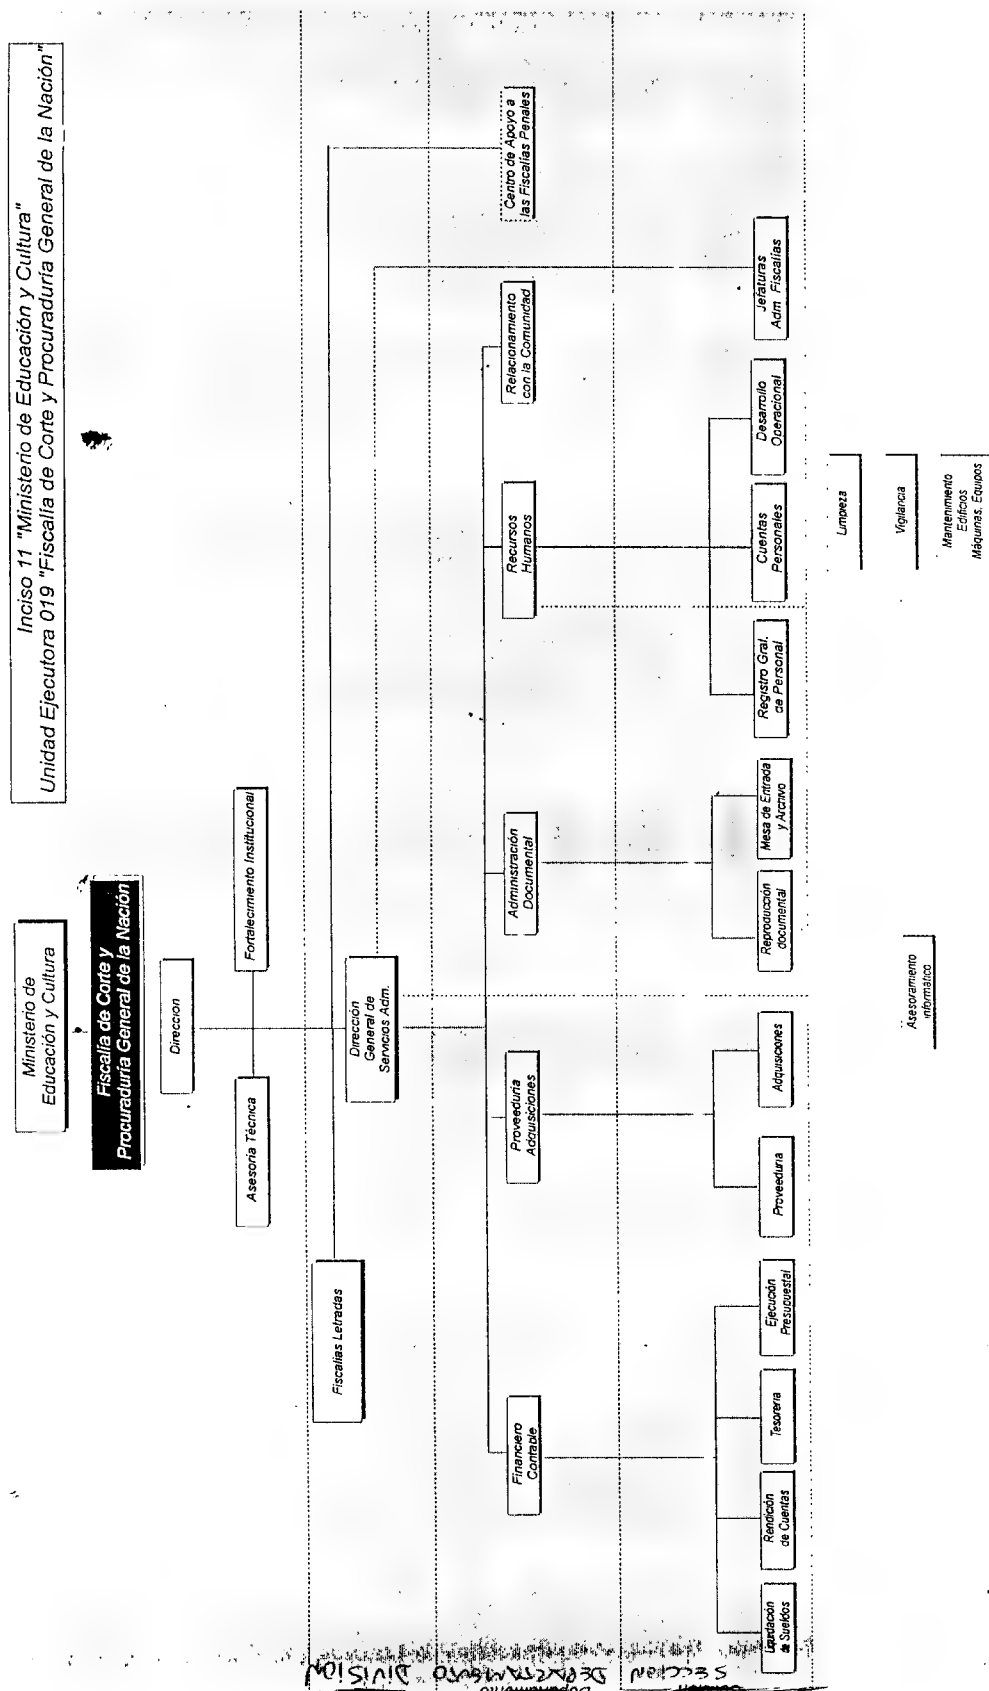 Inciso 11 "Ministerio de Educación y Cultura"
Unidad Ejecutora 019 "Fiscalía de Corte y Procuraduría General de la Nación"
Ministerio de
Educación y Cultura
Fiscalía de Corte y
Procuraduría General de la Nación
Dirección
Asesoría Técnica
Fortalecimiento Institucional
Fiscalías Letradas
Dirección
General de
Servicios Adm.
Financiero
Contable
Proveeduría
Adquisiciones
Administración
Documental
Recursos
Humanos
Relacionamiento
con la Comunidad
Centro de Apoyo a
las Fiscalías Penales
Liquidación
de Sueldos
Rendición
de Cuentas
Tesorería
Ejecución
Presupuestal
Proveeduría
Adquisiciones
Reproducción
documental
Mesa de Entrada
y Archivo
Registro Gral.
de Personal
Cuentas
Personales
Desarrollo
Operacional
Jefaturas
Adm Fiscalías
Asesoramiento
informático
Limpieza
Vigilancia
Mantenimiento
Edificios
Máquinas, Equipos
DIVISIÓN
DEPARTAMENTO
Departamento
SECCIÓN